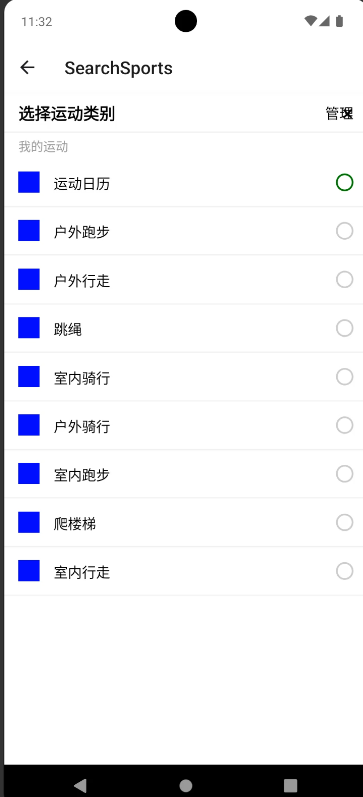 11:32
SearchSports
选择运动类别 管理
我的运动
运动日历
户外跑步
户外行走
跳绳
室内骑行
户外骑行
室内跑步
爬楼梯
室内行走